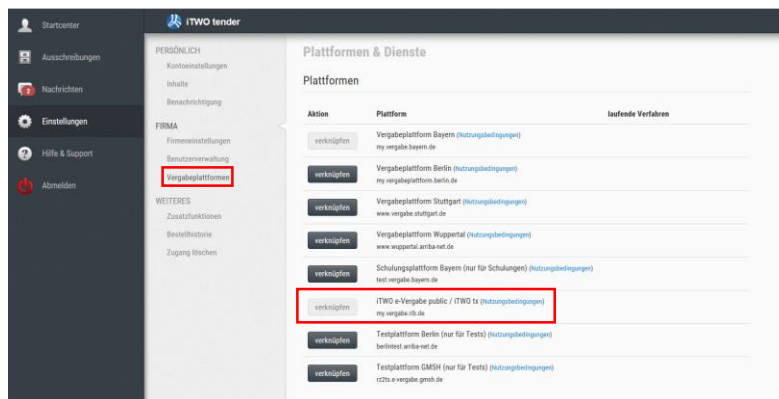 iTWO tender
Startcenter
Ausschreibungen
Nachrichten
Einstellungen
Hilfe & Support
Abmelden
PERSÖNLICH
Kontoeinstellungen
Inhalte
Benachrichtigung
FIRMA
Firmeneinstellungen
Benutzerverwaltung
Vergabeplattformen
WEITERES
Zusatzfunktionen
Bestellhistorie
Zugang löschen
Plattformen & Dienste
Plattformen
Aktion Plattform laufende Verfahren
verknüpfen Vergabeplattform Bayern (Nutzungsbedingungen)
my.vergabe.bayern.de
verknüpfen Vergabeplattform Berlin (Nutzungsbedingungen)
my.vergabeplattform.berlin.de
verknüpfen Vergabeplattform Stuttgart (Nutzungsbedingungen)
www.vergabe.stuttgart.de
verknüpfen Vergabeplattform Wuppertal (Nutzungsbedingungen)
www.wuppertal.arriba-net.de
verknüpfen Schulungsplattform Bayern (nur für Schulungen) (Nutzungsbedingungen)
test.vergabe.bayern.de
verknüpfen iTWO e-Vergabe public / iTWO tx (Nutzungsbedingungen)
my.vergabe.rib.de
verknüpfen Testplattform Berlin (nur für Tests) (Nutzungsbedingungen)
berlintest.arriba-net.de
verknüpfen Testplattform GMSH (nur für Tests) (Nutzungsbedingungen)
rz2ts.e-vergabe.gmsh.de